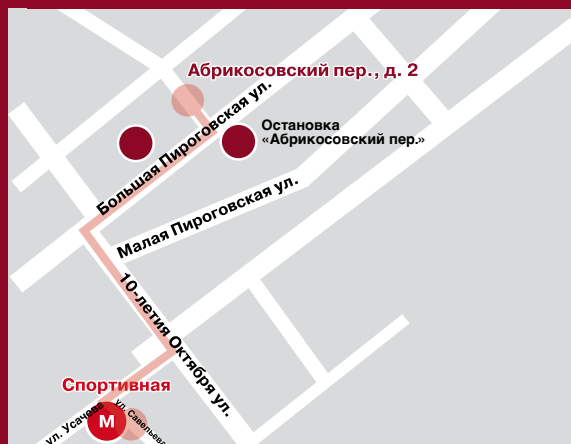 Абрикосовский пер., д. 2
Большая Пироговская ул.
Остановка
«Абрикосовский пер.»
Малая Пироговская ул.
10-летия Октября ул.
Спортивная
М
ул. Усачева
ул. Савельева